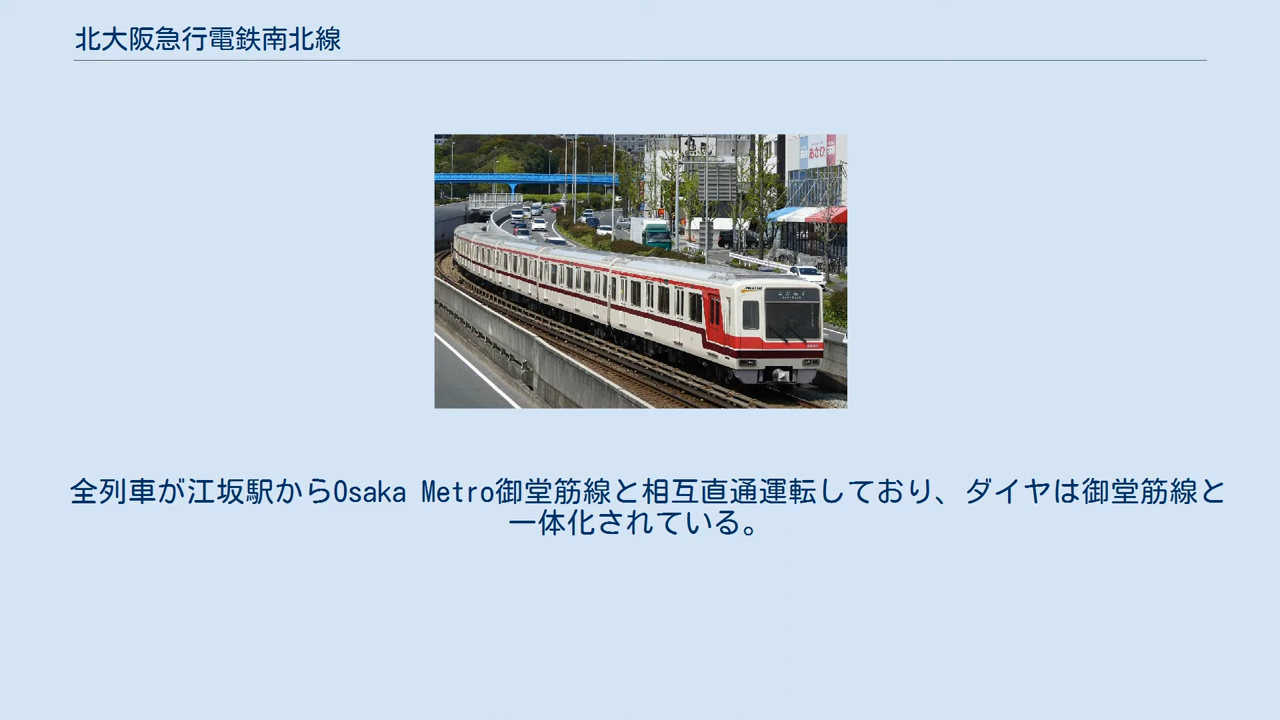 北大阪急行電鉄南北線
あさひ
全列車が江坂駅からOsaka Metro御堂筋線と相互直通運転しており、ダイヤは御堂筋線と
一体化されている。